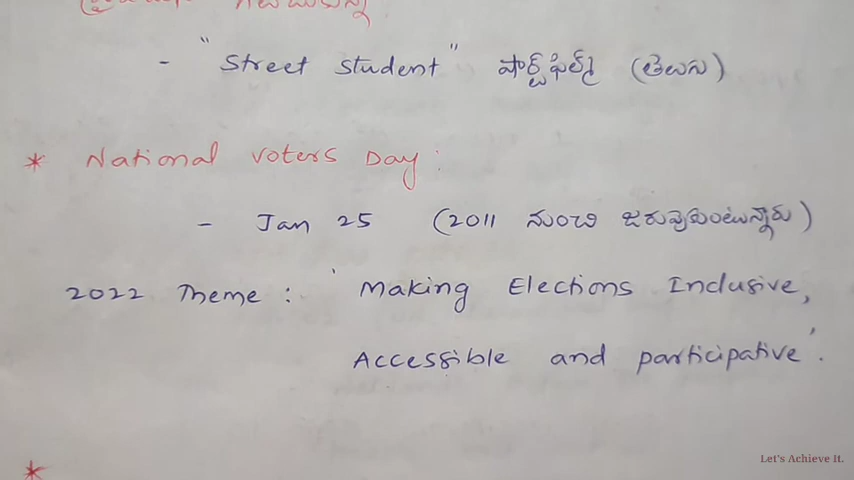 - "Street Student" షార్ట్ ఫిల్మ్ (తెలుగు)
* National Voters Day:
- Jan 25 (2011 నుంచి జరుపుకుంటున్నారు)
2022 Theme: 'Making Elections Inclusive,
Accessible and participative'.
*
Let's Achieve It.